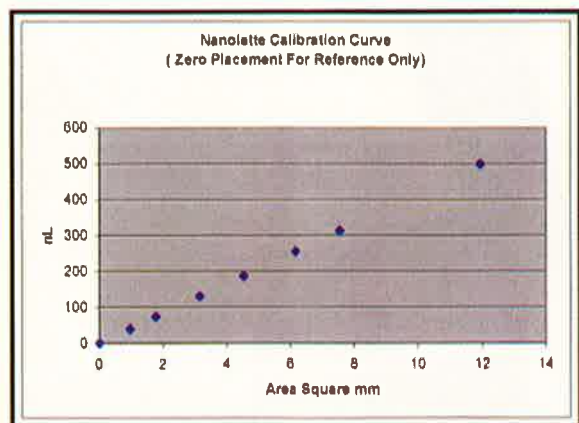 Nanolette Calibration Curve
( Zero Placement For Reference Only)
600
500
400
300
200
100
0
nL
0 2 4 6 8 10 12 14
Area Square mm